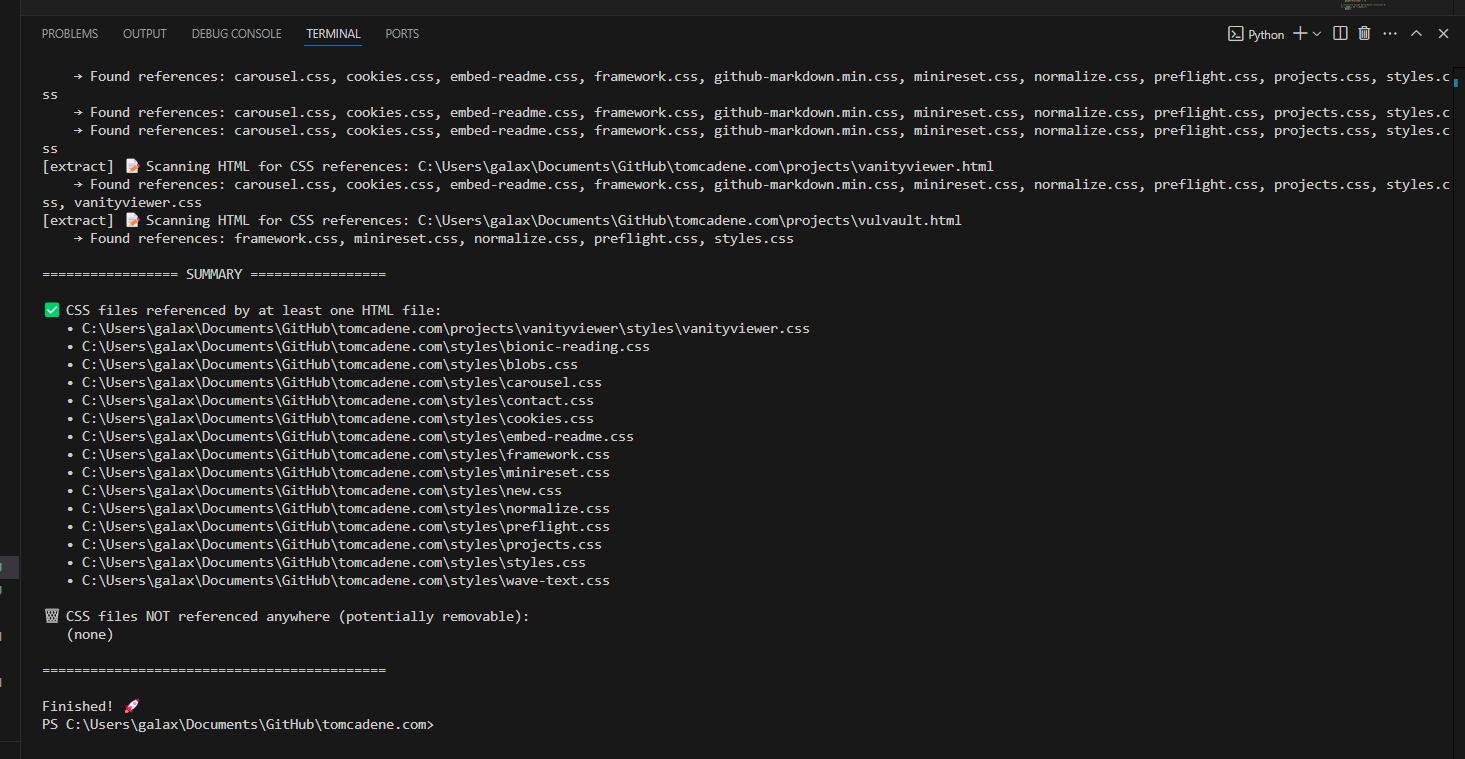 PROBLEMS OUTPUT DEBUG CONSOLE TERMINAL PORTS Python
→ Found references: carousel.css, cookies.css, embed-readme.css, framework.css, github-markdown.min.css, minireset.css, normalize.css, preflight.css, projects.css, styles.c
ss
→ Found references: carousel.css, cookies.css, embed-readme.css, framework.css, github-markdown.min.css, minireset.css, normalize.css, preflight.css, projects.css, styles.c
→ Found references: carousel.css, cookies.css, embed-readme.css, framework.css, github-markdown.min.css, minireset.css, normalize.css, preflight.css, projects.css, styles.c
ss
[extract] 📝 Scanning HTML for CSS references: C:\Users\galax\Documents\GitHub\tomcadene.com\projects\vanityviewer.html
→ Found references: carousel.css, cookies.css, embed-readme.css, framework.css, github-markdown.min.css, minireset.css, normalize.css, preflight.css, projects.css, styles.c
ss, vanityviewer.css
[extract] 📝 Scanning HTML for CSS references: C:\Users\galax\Documents\GitHub\tomcadene.com\projects\vulvault.html
→ Found references: framework.css, minireset.css, normalize.css, preflight.css, styles.css
================= SUMMARY =================
✅ CSS files referenced by at least one HTML file:
• C:\Users\galax\Documents\GitHub\tomcadene.com\projects\vanityviewer\styles\vanityviewer.css
• C:\Users\galax\Documents\GitHub\tomcadene.com\styles\bionic-reading.css
• C:\Users\galax\Documents\GitHub\tomcadene.com\styles\blobs.css
• C:\Users\galax\Documents\GitHub\tomcadene.com\styles\carousel.css
• C:\Users\galax\Documents\GitHub\tomcadene.com\styles\contact.css
• C:\Users\galax\Documents\GitHub\tomcadene.com\styles\cookies.css
• C:\Users\galax\Documents\GitHub\tomcadene.com\styles\embed-readme.css
• C:\Users\galax\Documents\GitHub\tomcadene.com\styles\framework.css
• C:\Users\galax\Documents\GitHub\tomcadene.com\styles\minireset.css
• C:\Users\galax\Documents\GitHub\tomcadene.com\styles\new.css
• C:\Users\galax\Documents\GitHub\tomcadene.com\styles\normalize.css
• C:\Users\galax\Documents\GitHub\tomcadene.com\styles\preflight.css
• C:\Users\galax\Documents\GitHub\tomcadene.com\styles\projects.css
• C:\Users\galax\Documents\GitHub\tomcadene.com\styles\styles.css
• C:\Users\galax\Documents\GitHub\tomcadene.com\styles\wave-text.css
🗑 CSS files NOT referenced anywhere (potentially removable):
(none)
===========================================
Finished! 🚀
PS C:\Users\galax\Documents\GitHub\tomcadene.com>